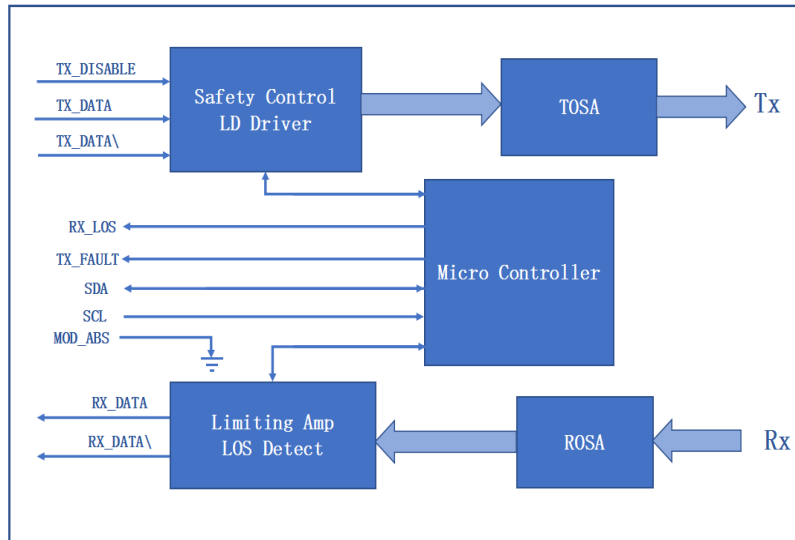 TX_DISABLE
TX_DATA
TX_DATA\
Safety Control
LD Driver
TOSA
Tx
RX_LOS
TX_FAULT
SDA
SCL
MOD_ABS
Micro Controller
RX_DATA
RX_DATA\
Limiting Amp
LOS Detect
ROSA
Rx